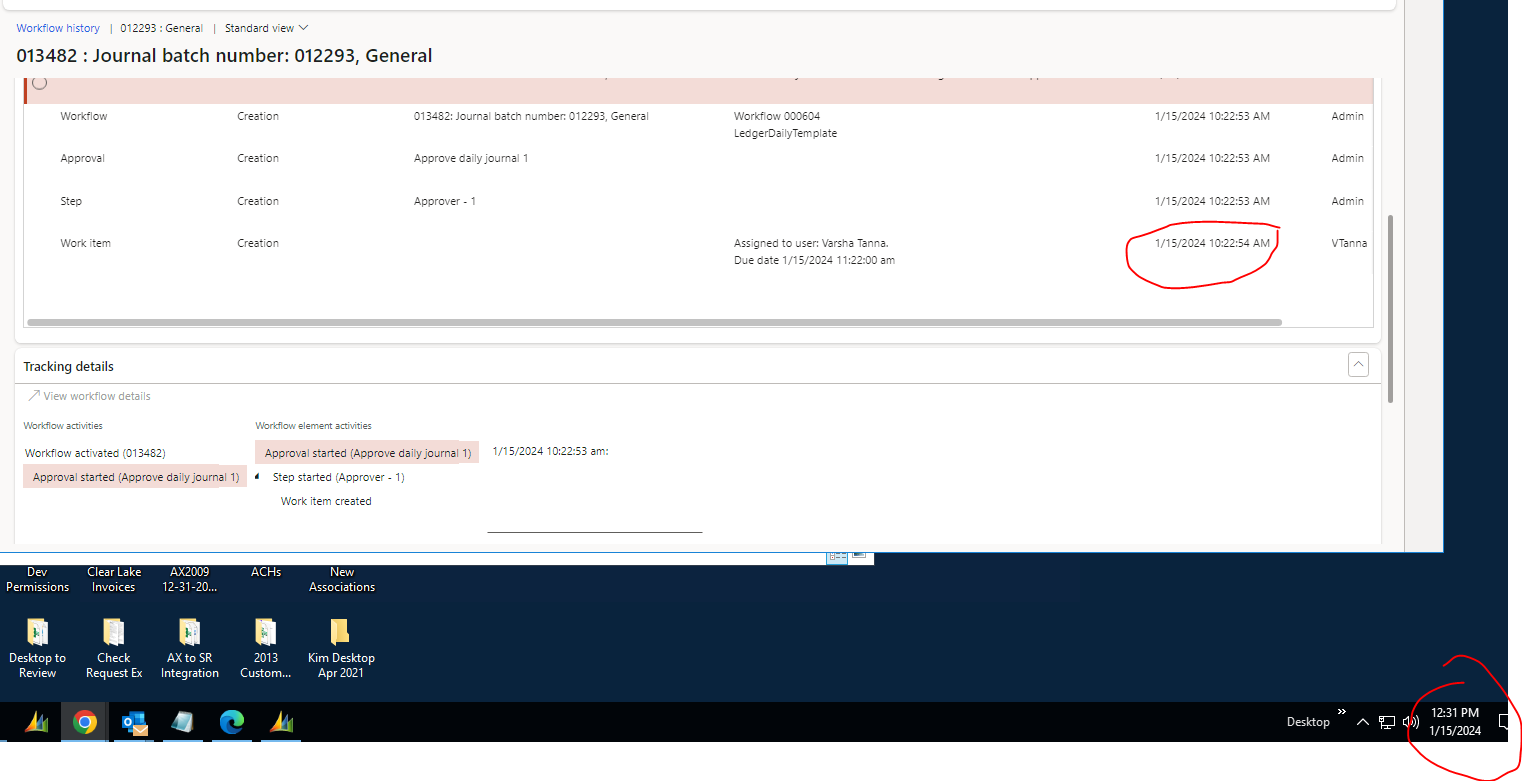 Workflow history | 012293 : General | Standard view
013482 : Journal batch number: 012293, General
Workflow Creation 013482: Journal batch number: 012293, General Workflow 000604 1/15/2024 10:22:53 AM Admin
LedgerDailyTemplate
Approval Creation Approve daily journal 1 1/15/2024 10:22:53 AM Admin
Step Creation Approver - 1 1/15/2024 10:22:53 AM Admin
Work item Creation Assigned to user: Varsha Tanna. 1/15/2024 10:22:54 AM VTanna
Due date 1/15/2024 11:22:00 am
Tracking details
View workflow details
Workflow activities Workflow element activities
Workflow activated (013482) Approval started (Approve daily journal 1) 1/15/2024 10:22:53 am:
Approval started (Approve daily journal 1) Step started (Approver - 1)
Work item created
Dev Clear Lake AX2009 ACHs New
Permissions Invoices 12-31-20... Associations
Desktop to Check AX to SR 2013 Kim Desktop
Review Request Ex Integration Custom... Apr 2021
Desktop » 12:31 PM
1/15/2024